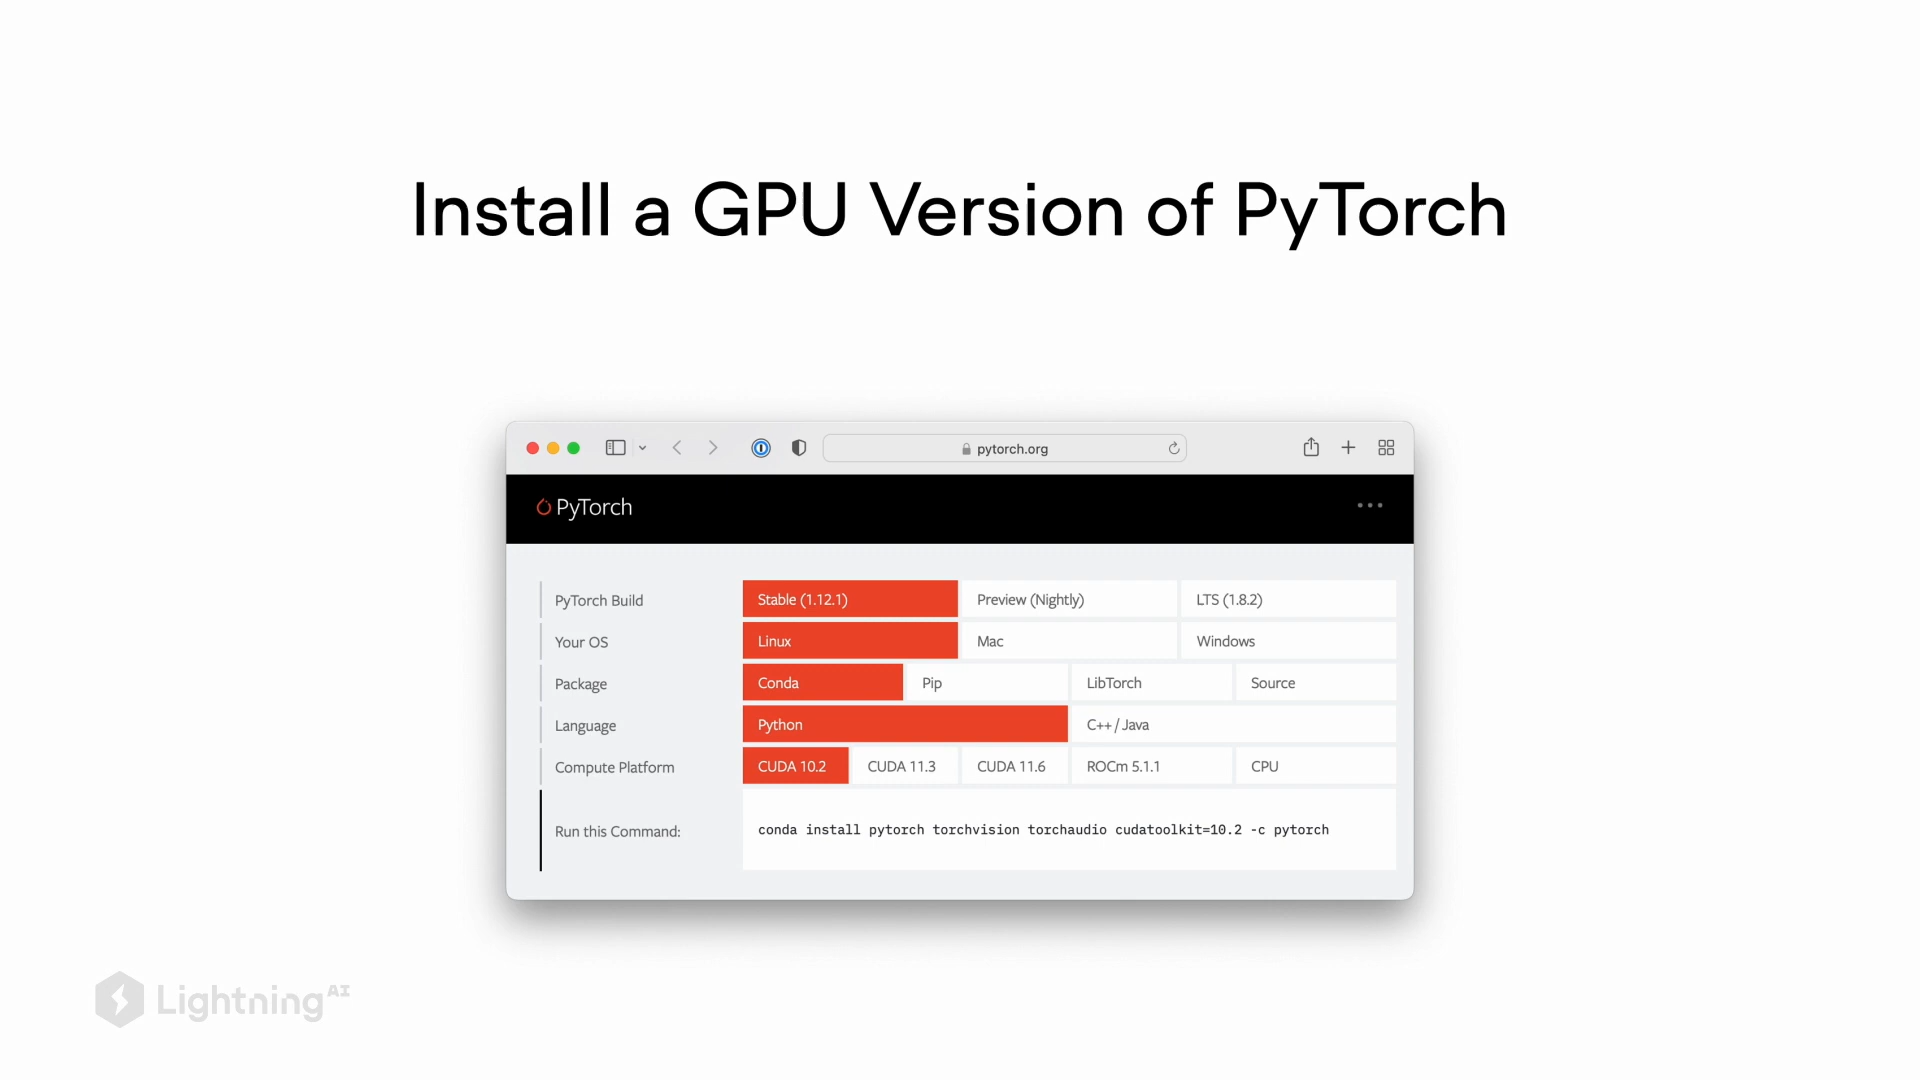 Install a GPU Version of PyTorch
pytorch.org
PyTorch
PyTorch Build Stable (1.12.1) Preview (Nightly) LTS (1.8.2)
Your OS Linux Mac Windows
Package Conda Pip LibTorch Source
Language Python C++ / Java
Compute Platform CUDA 10.2 CUDA 11.3 CUDA 11.6 ROCm 5.1.1 CPU
Run this Command: conda install pytorch torchvision torchaudio cudatoolkit=10.2 -c pytorch
Lightning AI